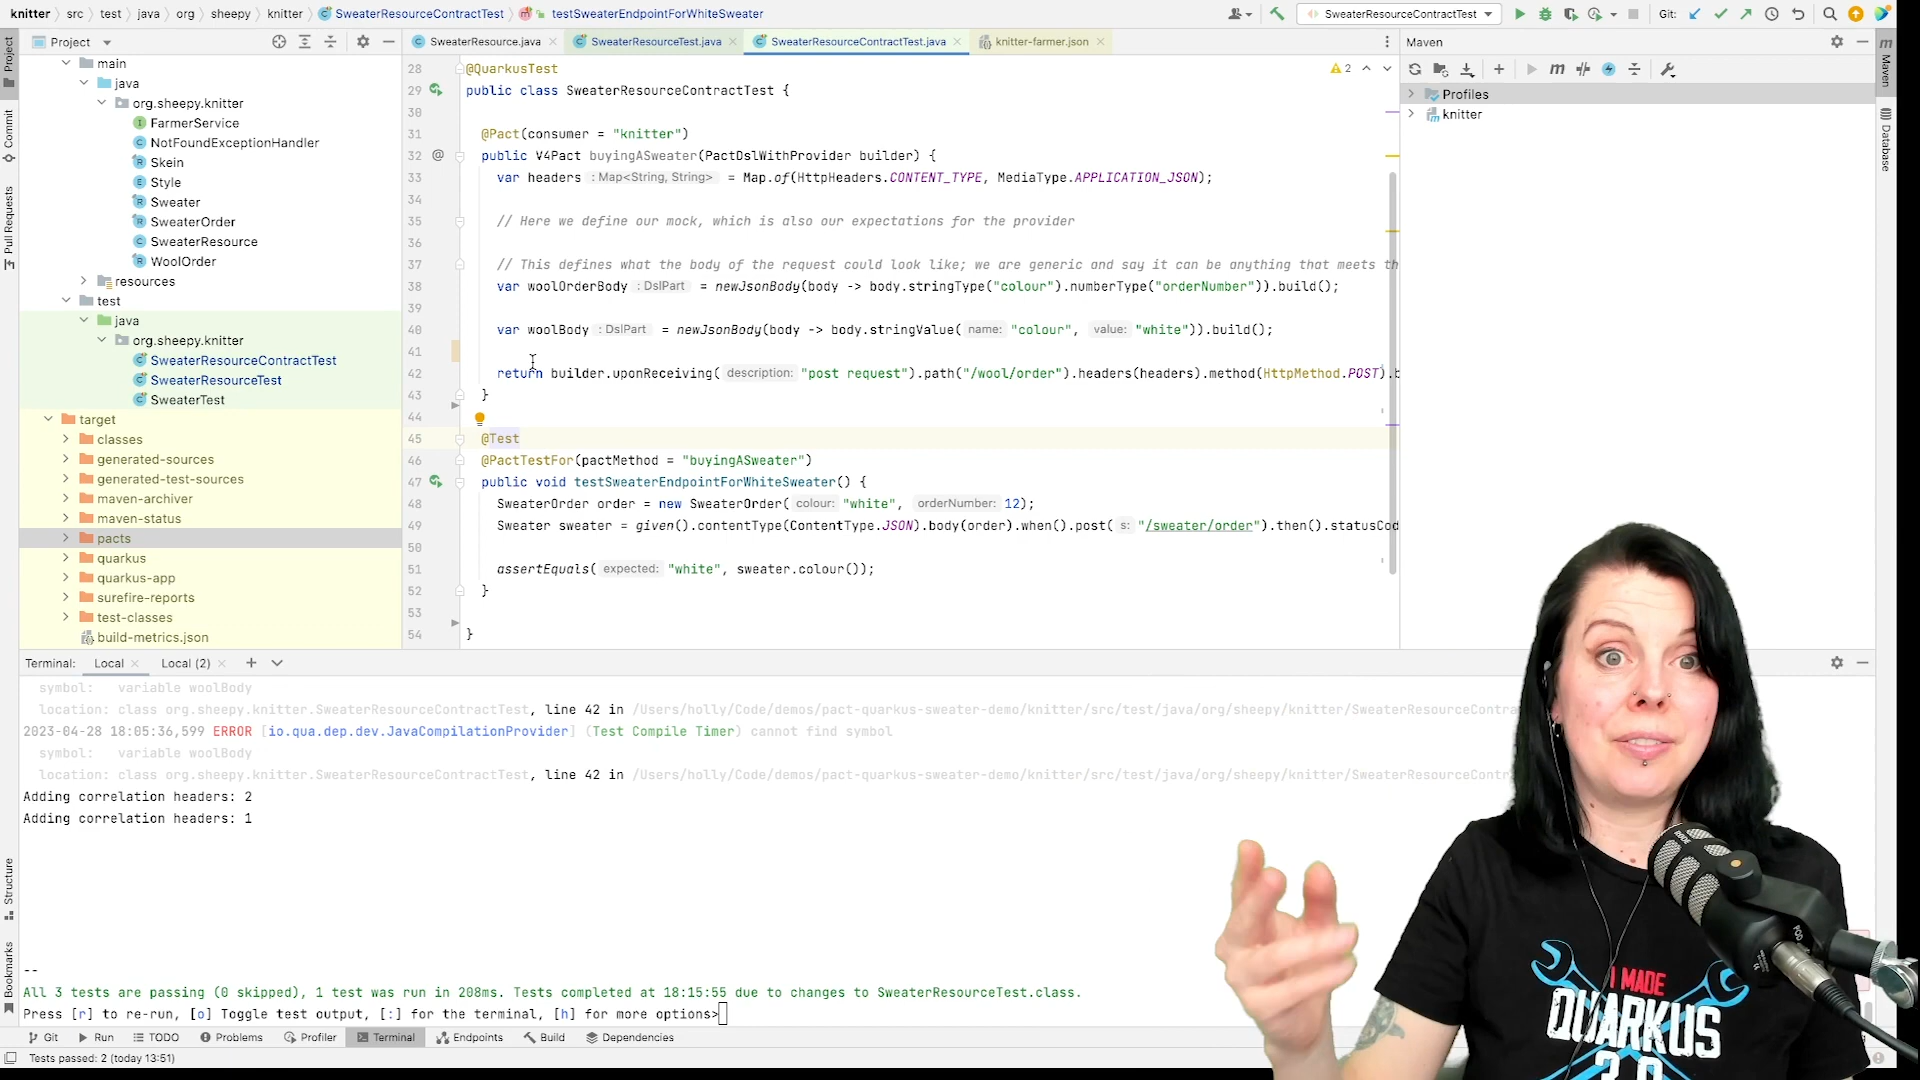 knitter › src › test › java › org › sheepy › knitter › SweaterResourceContractTest › testSweaterEndpointForWhiteSweater
SweaterResourceContractTest
Git:
Project
SweaterResource.java
SweaterResourceTest.java
SweaterResourceContractTest.java
knitter-farmer.json
Maven
Project
Commit
Pull Requests
Structure
Bookmarks
main
java
org.sheepy.knitter
FarmerService
NotFoundExceptionHandler
Skein
Style
Sweater
SweaterOrder
SweaterResource
WoolOrder
resources
test
java
org.sheepy.knitter
SweaterResourceContractTest
SweaterResourceTest
SweaterTest
target
classes
generated-sources
generated-test-sources
maven-archiver
maven-status
pacts
quarkus
quarkus-app
surefire-reports
test-classes
build-metrics.json
2
28 @QuarkusTest
29 public class SweaterResourceContractTest {
30
31 @Pact(consumer = "knitter")
32 public V4Pact buyingASweater(PactDslWithProvider builder) {
33 var headers : Map<String, String> = Map.of(HttpHeaders.CONTENT_TYPE, MediaType.APPLICATION_JSON);
34
35 // Here we define our mock, which is also our expectations for the provider
36
37 // This defines what the body of the request could look like; we are generic and say it can be anything that meets th
38 var woolOrderBody : DslPart = newJsonBody(body -> body.stringType("colour").numberType("orderNumber")).build();
39
40 var woolBody : DslPart = newJsonBody(body -> body.stringValue( name: "colour", value: "white")).build();
41
42 return builder.uponReceiving( description: "post request").path("/wool/order").headers(headers).method(HttpMethod.POST).b
43 }
44
45 @Test
46 @PactTestFor(pactMethod = "buyingASweater")
47 public void testSweaterEndpointForWhiteSweater() {
48 SweaterOrder order = new SweaterOrder( colour: "white", orderNumber: 12);
49 Sweater sweater = given().contentType(ContentType.JSON).body(order).when().post( s: "/sweater/order").then().statusCod
50
51 assertEquals( expected: "white", sweater.colour());
52 }
53
54 }
Profiles
knitter
Maven
Database
Terminal: Local Local (2)
symbol: variable woolBody
location: class org.sheepy.knitter.SweaterResourceContractTest, line 42 in /Users/holly/Code/demos/pact-quarkus-sweater-demo/knitter/src/test/java/org/sheepy/knitter/SweaterResourceContra
2023-04-28 18:05:36,599 ERROR [io.qua.dep.dev.JavaCompilationProvider] (Test Compile Timer) cannot find symbol
symbol: variable woolBody
location: class org.sheepy.knitter.SweaterResourceContractTest, line 42 in /Users/holly/Code/demos/pact-quarkus-sweater-demo/knitter/src/test/java/org/sheepy/knitter/SweaterResourceContr
Adding correlation headers: 2
Adding correlation headers: 1
--
All 3 tests are passing (0 skipped), 1 test was run in 208ms. Tests completed at 18:15:55 due to changes to SweaterResourceTest.class.
Press [r] to re-run, [o] Toggle test output, [:] for the terminal, [h] for more options>
Git Run TODO Problems Profiler Terminal Endpoints Build Dependencies
Tests passed: 2 (today 13:51)
RØDE
POD
I MADE
QUARKUS
3.0